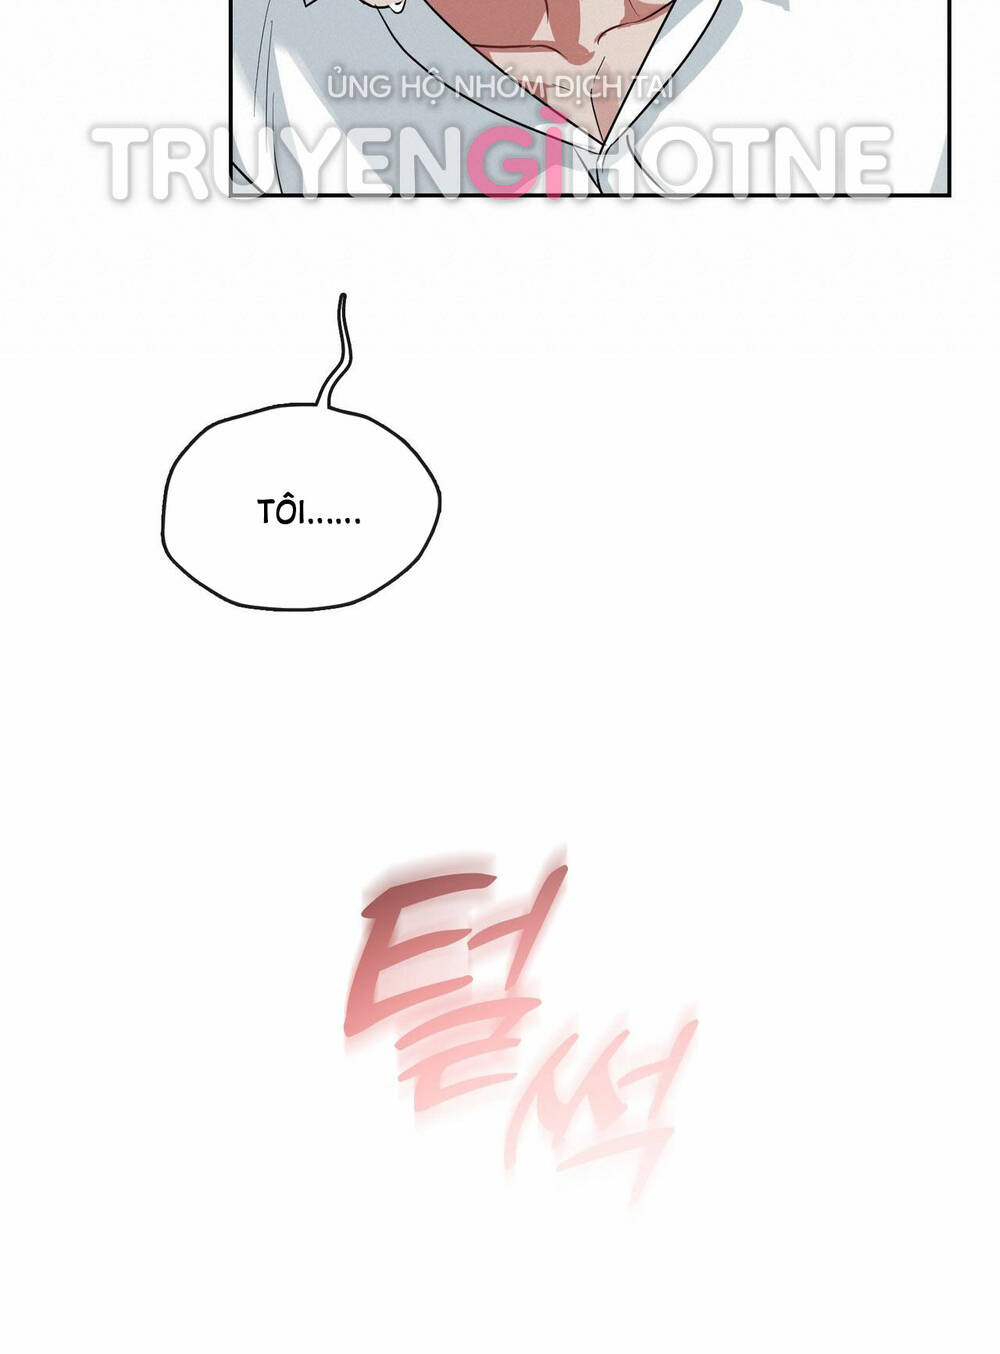 ỦNG HỘ NHÓM DỊCH TẠI
TRUYENGIHOTNE
TÔI......
털썩